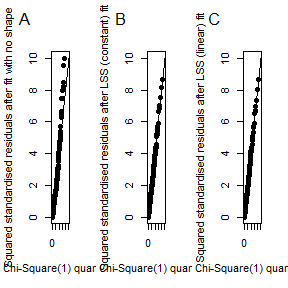 A
B
C
Squared standardised residuals after fit with no shape
Squared standardised residuals after LSS (constant) fit
Squared standardised residuals after LSS (linear) fit
10
8
6
4
2
0
10
8
6
4
2
0
10
8
6
4
2
0
0
0
0
Chi-Square(1) quar
Chi-Square(1) quar
Chi-Square(1) quar